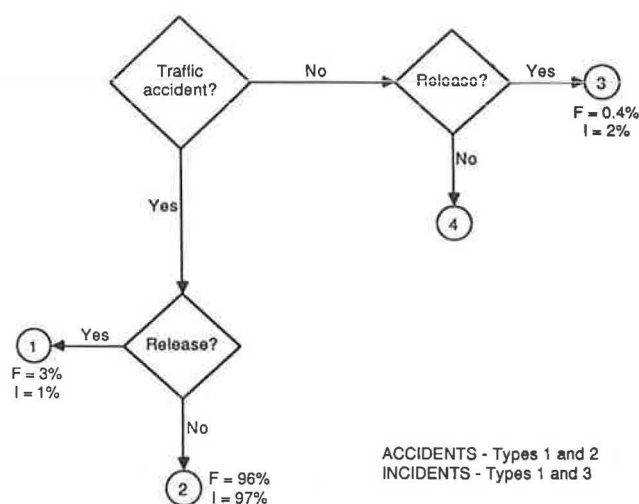 Traffic
accident?
No
Release?
Yes
3
F = 0.4%
I = 2%
No
4
Yes
Release?
Yes
1
F = 3%
I = 1%
No
2
F = 96%
I = 97%
ACCIDENTS - Types 1 and 2
INCIDENTS - Types 1 and 3